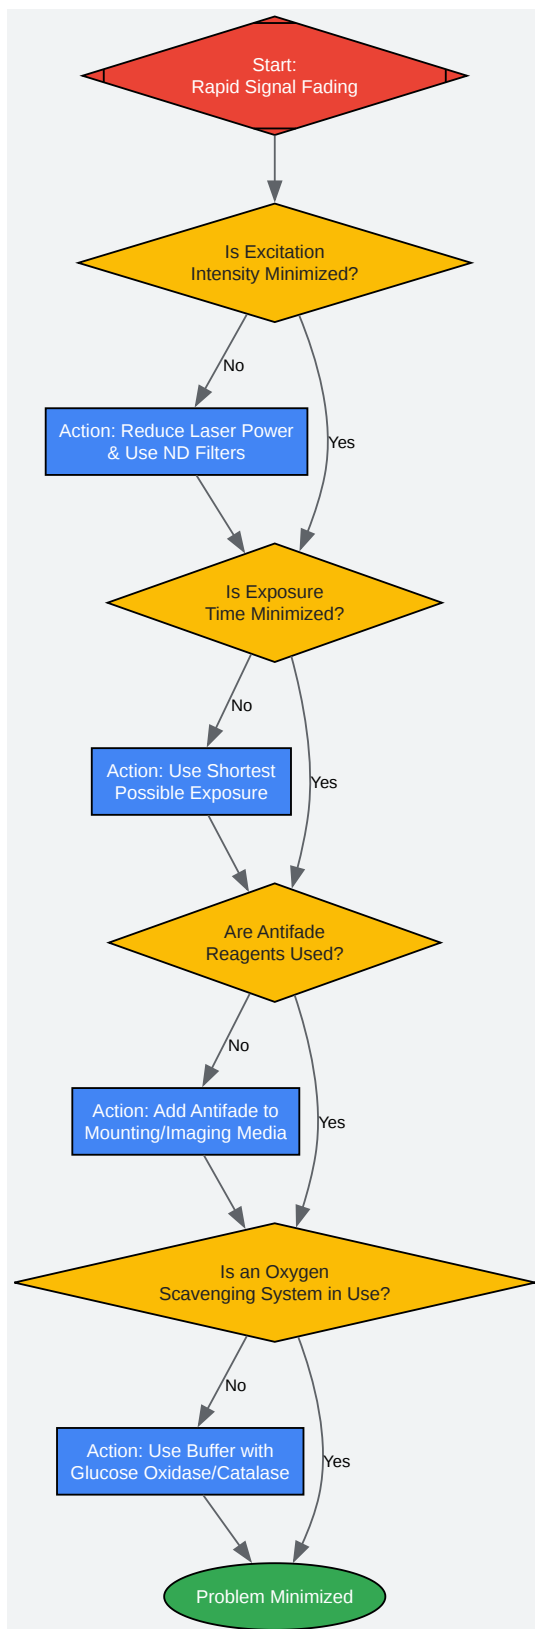 Start:
Rapid Signal Fading
Is Excitation
Intensity Minimized?
No
Action: Reduce Laser Power
& Use ND Filters
Yes
Is Exposure
Time Minimized?
No
Action: Use Shortest
Possible Exposure
Yes
Are Antifade
Reagents Used?
No
Action: Add Antifade to
Mounting/Imaging Media
Yes
Is an Oxygen
Scavenging System in Use?
No
Action: Use Buffer with
Glucose Oxidase/Catalase
Yes
Problem Minimized